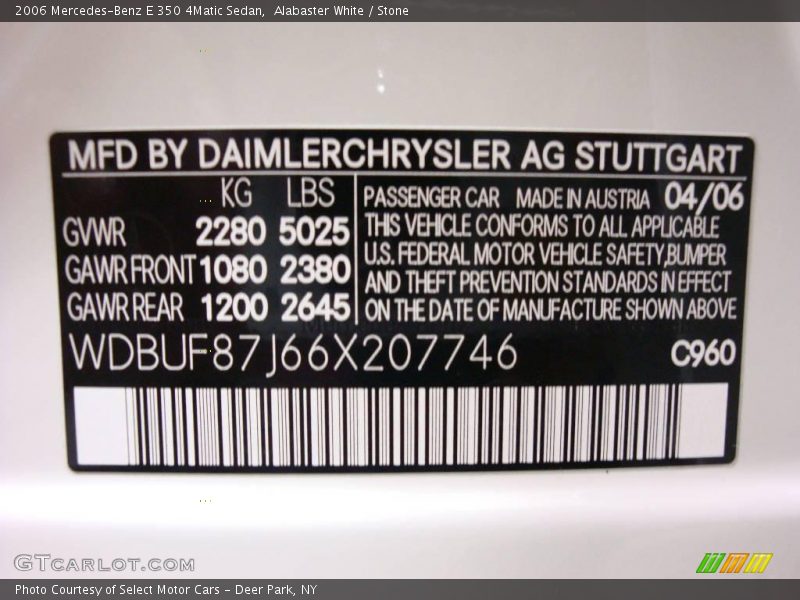 2006 Mercedes-Benz E 350 4Matic Sedan, Alabaster White / Stone
MFD BY DAIMLERCHRYSLER AG STUTTGART
KG LBS
GVWR 2280 5025
GAWR FRONT 1080 2380
GAWR REAR 1200 2645
PASSENGER CAR MADE IN AUSTRIA 04/06
THIS VEHICLE CONFORMS TO ALL APPLICABLE
U.S. FEDERAL MOTOR VEHICLE SAFETY,BUMPER
AND THEFT PREVENTION STANDARDS IN EFFECT
ON THE DATE OF MANUFACTURE SHOWN ABOVE
WDBUF87J66X207746 C960
GTCARLOT.COM
Photo Courtesy of Select Motor Cars - Deer Park, NY